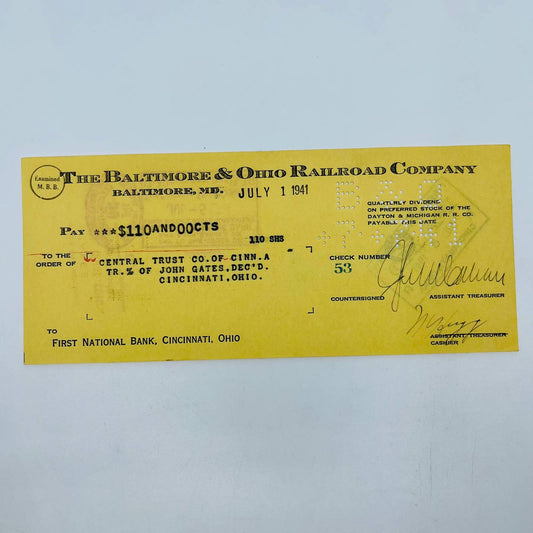 Examined
M. B. B.
THE BALTIMORE & OHIO RAILROAD COMPANY
BALTIMORE, MD. JULY 1 1941
B & O
QUARTERLY DIVIDEND
ON PREFERRED STOCK OF THE
DAYTON & MICHIGAN R. R. CO.
PAYABLE THIS DATE
PAY ***$110AND00CTS
110 SHS
TO THE
ORDER OF
CENTRAL TRUST CO.OF CINN.A
TR.% OF JOHN GATES,DEC'D.
CINCINNATI,OHIO.
CHECK NUMBER
53
COUNTERSIGNED
ASSISTANT TREASURER
TO
FIRST NATIONAL BANK, CINCINNATI, OHIO
ASSISTANT TREASURER
CASHIER